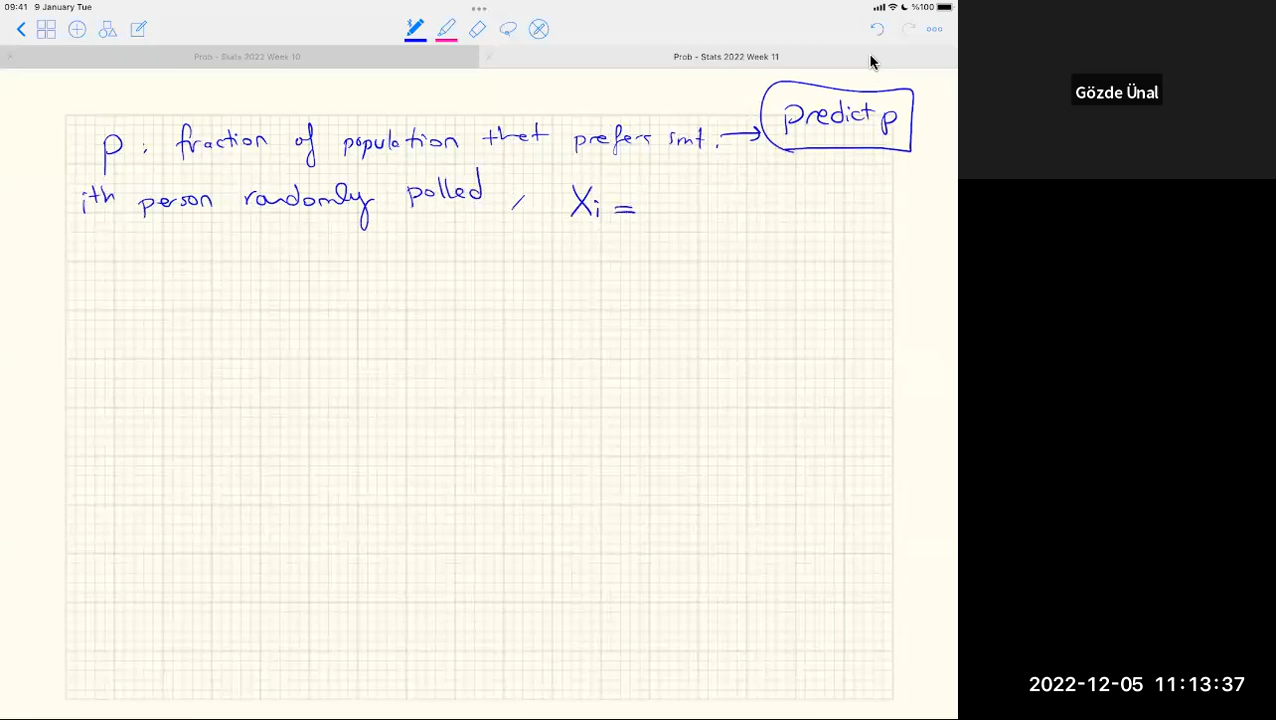 09:41 9 January Tue
%100
Prob - Stats 2022 Week 10
Prob - Stats 2022 Week 11
Gözde Ünal
p : fraction of population that prefers smt. → predict p
ith person randomly polled , Xi =
2022-12-05 11:13:37